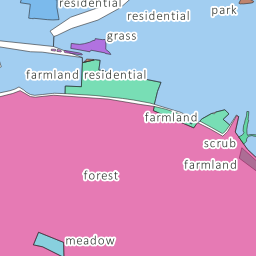 residential
park
residential
grass
farmland residential
farmland
scrub
farmland
forest
meadow